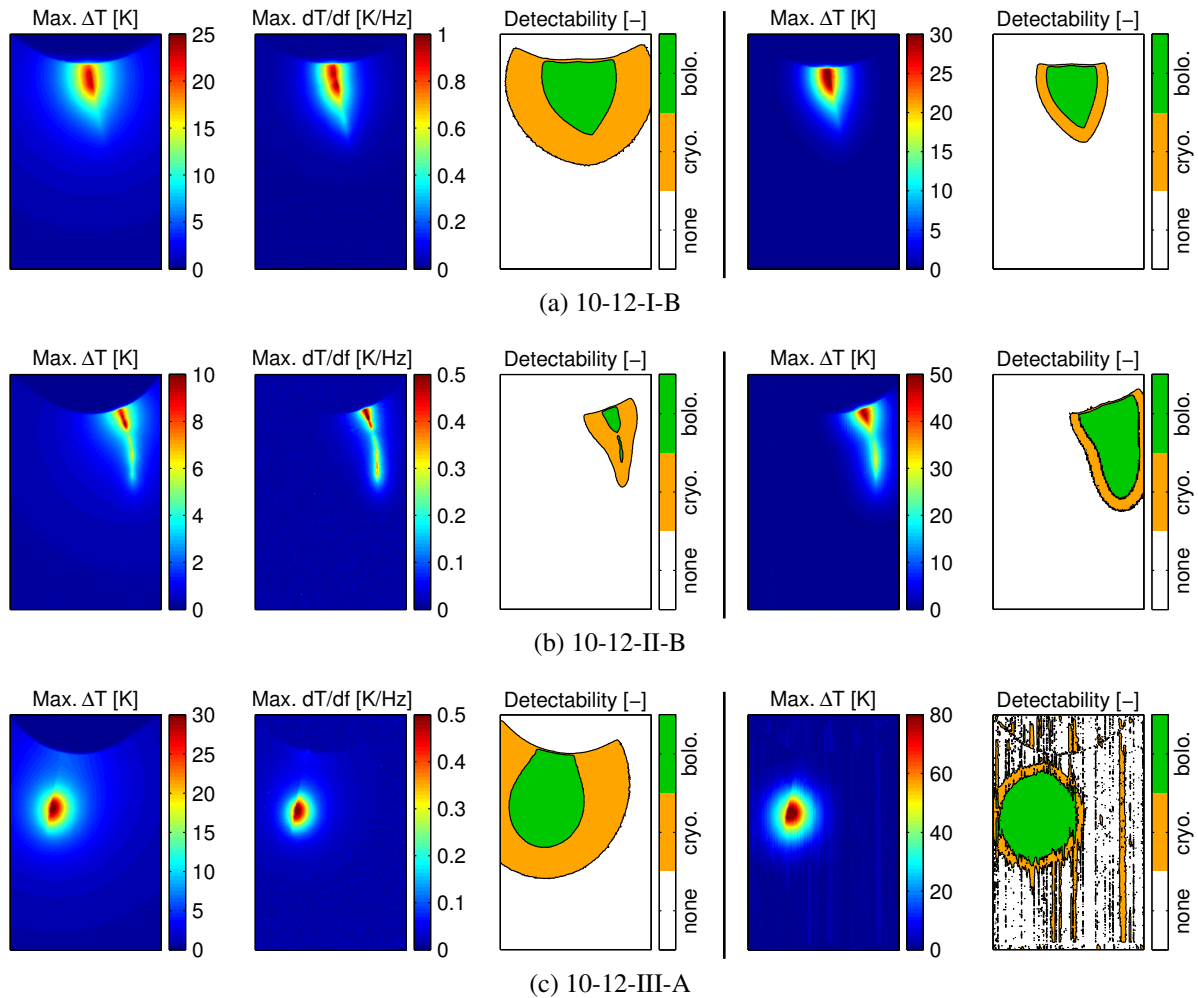 Max. ΔT [K] Max. dT/df [K/Hz] Detectability [−] Max. ΔT [K] Detectability [−]
25 1 bolo. 30 bolo.
20 0.8 25
15 0.6 cryo. 20 cryo.
10 0.4 15
5 0.2 none 10 none
0 0 5
0
(a) 10-12-I-B
Max. ΔT [K] Max. dT/df [K/Hz] Detectability [−] Max. ΔT [K] Detectability [−]
10 0.5 bolo. 50 bolo.
8 0.4 40
6 0.3 cryo. 30 cryo.
4 0.2 20
2 0.1 none 10 none
0 0 0
(b) 10-12-II-B
Max. ΔT [K] Max. dT/df [K/Hz] Detectability [−] Max. ΔT [K] Detectability [−]
30 0.5 bolo. 80 bolo.
25 0.4
20 60
15 0.3 cryo. 40 cryo.
10 0.2
5 0.1 none 20 none
0 0 0
(c) 10-12-III-A